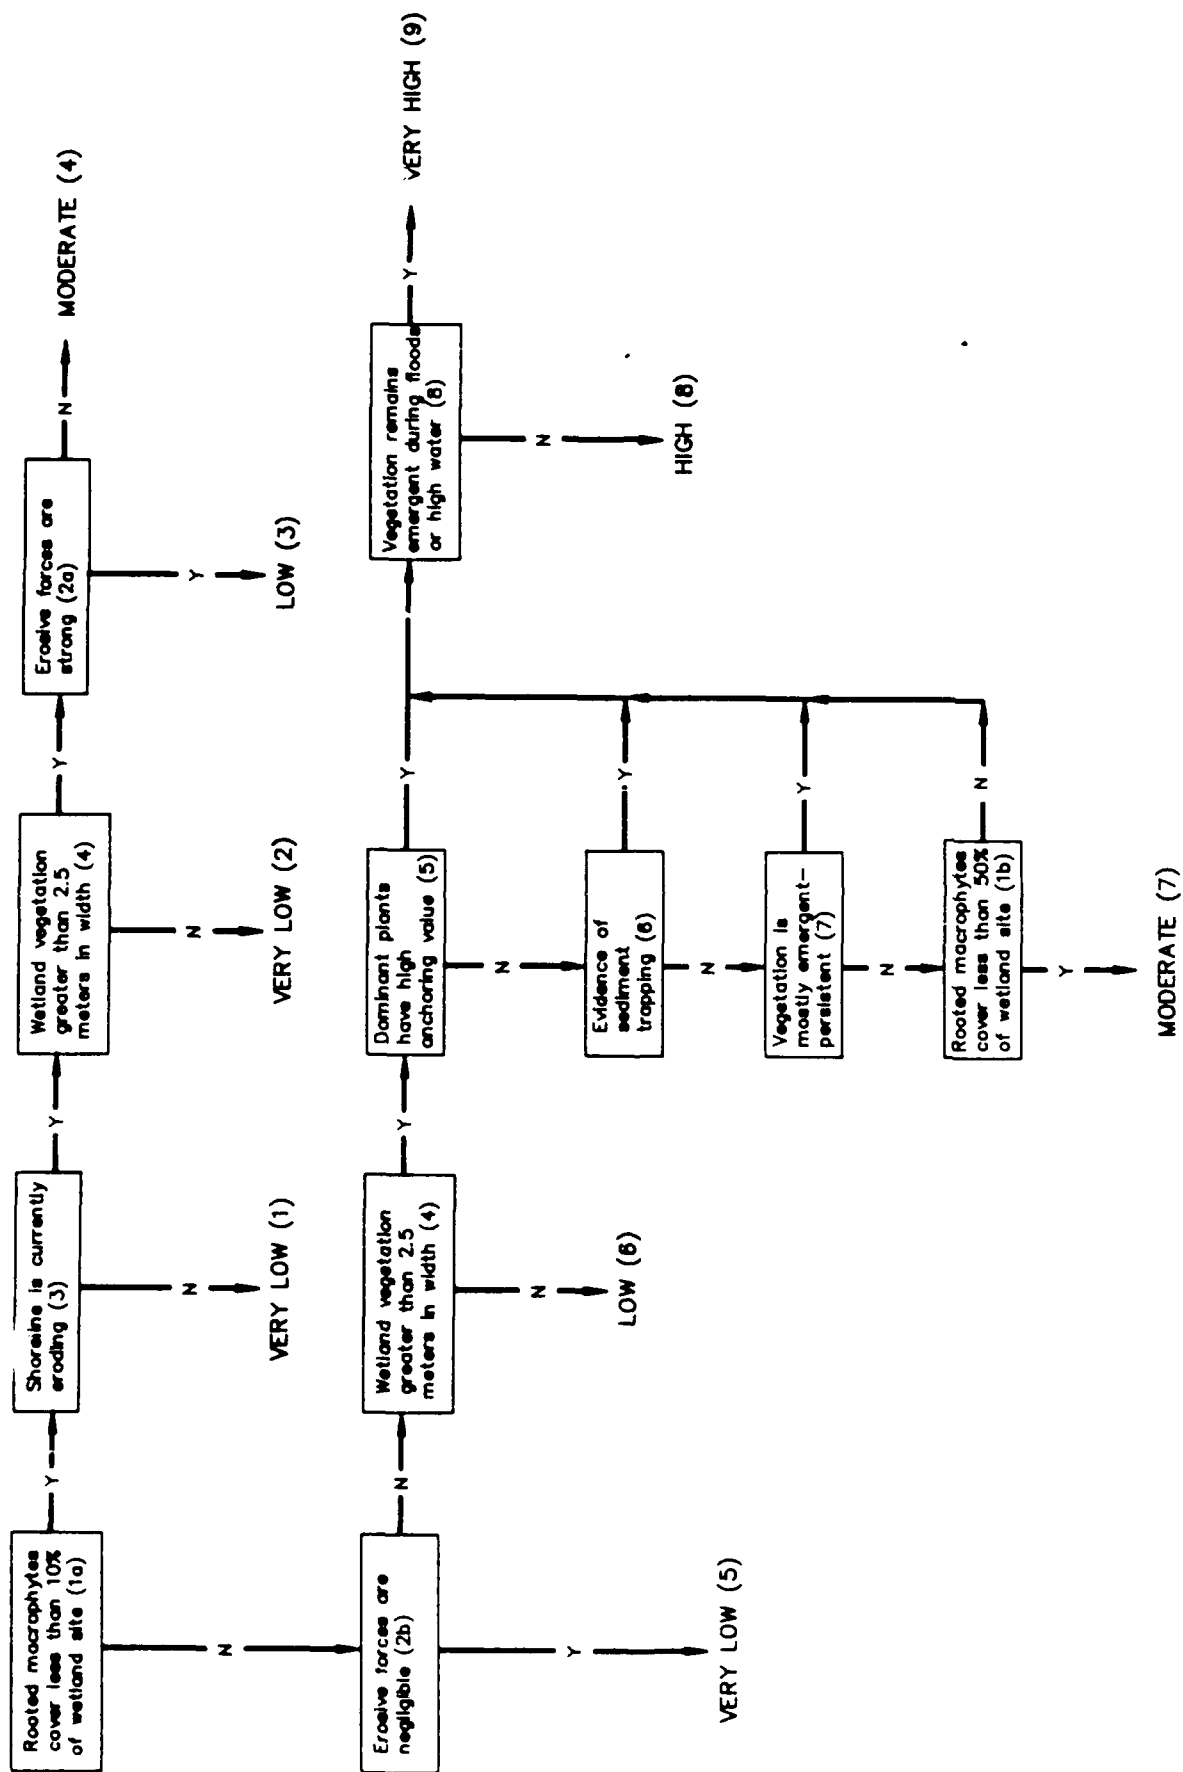 Rooted macrophytes
cover less than 10%
of wetland site (1a)
Y
Shoreline is currently
eroding (3)
Y
Wetland vegetation
greater than 2.5
meters in width (4)
Y
Erosive forces are
strong (2a)
N
MODERATE (4)
N
N
VERY LOW (1)
N
VERY LOW (2)
Y
LOW (3)
Erosive forces are
negligible (2b)
N
Wetland vegetation
greater than 2.5
meters in width (4)
Y
Dominant plants
have high
anchoring value (5)
Y
Vegetation remains
emergent during floods
or high water (8)
Y
VERY HIGH (9)
Y
VERY LOW (5)
N
LOW (6)
N
Evidence of
sediment
trapping (6)
Y
N
HIGH (8)
N
Vegetation is
mostly emergent-
persistent (7)
Y
N
Rooted macrophytes
cover less than 50%
of wetland site (1b)
N
Y
MODERATE (7)